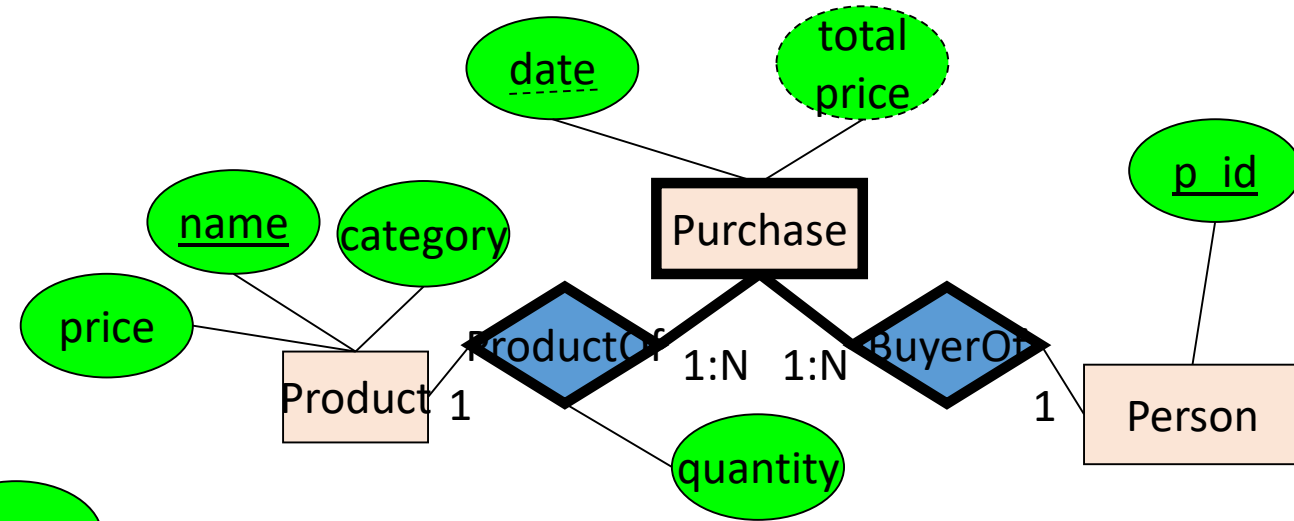 total
price
date
p_id
name
category
Purchase
price
ProductOf
BuyerOf
1:N
1:N
Product
1
1
Person
quantity